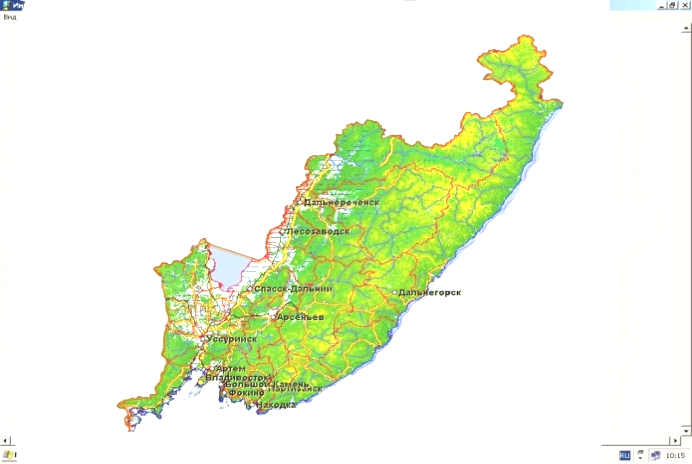 Ин
Вид
Дальнереченск
Лесозаводск
Спасск-Дальний
Дальнегорск
Арсеньев
Уссурийск
Артем
Владивосток
Большой Камень
Партизанск
Фокино
Находка
RU
10:15